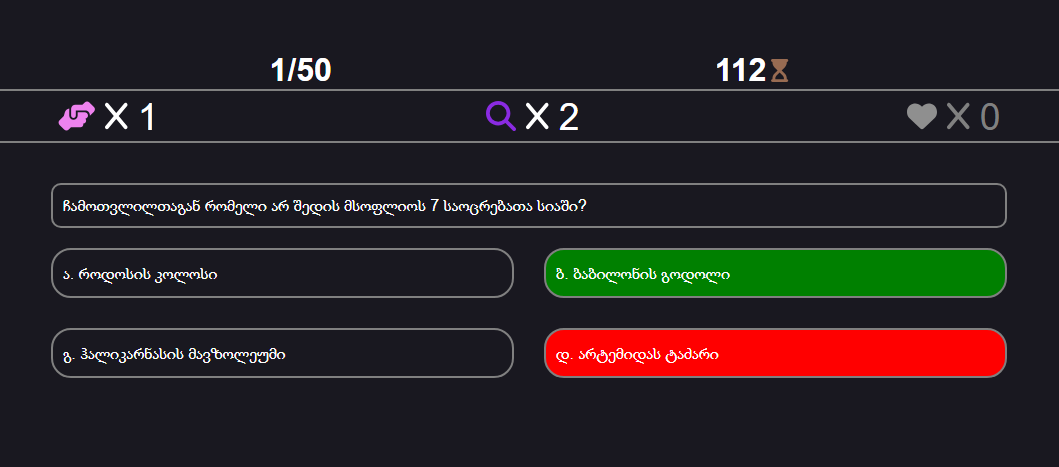 1/50
112
X 1
X 2
X 0
ჩამოთვლილთაგან რომელი არ შედის მსოფლიოს 7 საოცრებათა სიაში?
ა. როდოსის კოლოსი
ბ. ბაბილონის გოდოლი
გ. ჰალიკარნასის მავზოლეუმი
დ. არტემიდას ტაძარი